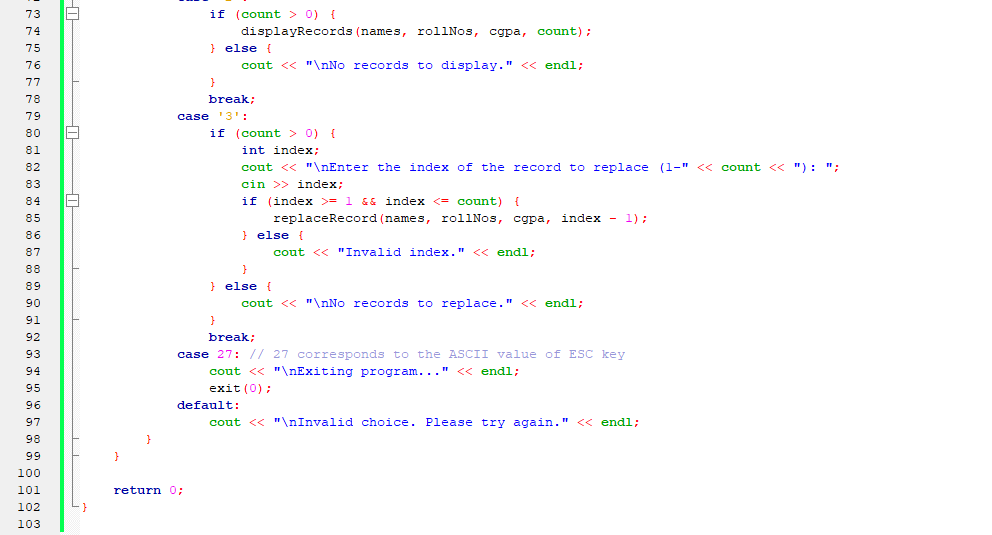 73 if (count > 0) {
74 displayRecords(names, rollNos, cgpa, count);
75 } else {
76 cout << "\nNo records to display." << endl;
77 }
78 break;
79 case '3':
80 if (count > 0) {
81 int index;
82 cout << "\nEnter the index of the record to replace (1-" << count << "): ";
83 cin >> index;
84 if (index >= 1 && index <= count) {
85 replaceRecord(names, rollNos, cgpa, index - 1);
86 } else {
87 cout << "Invalid index." << endl;
88 }
89 } else {
90 cout << "\nNo records to replace." << endl;
91 }
92 break;
93 case 27: // 27 corresponds to the ASCII value of ESC key
94 cout << "\nExiting program..." << endl;
95 exit(0);
96 default:
97 cout << "\nInvalid choice. Please try again." << endl;
98 }
99 }
100
101 return 0;
102 }
103